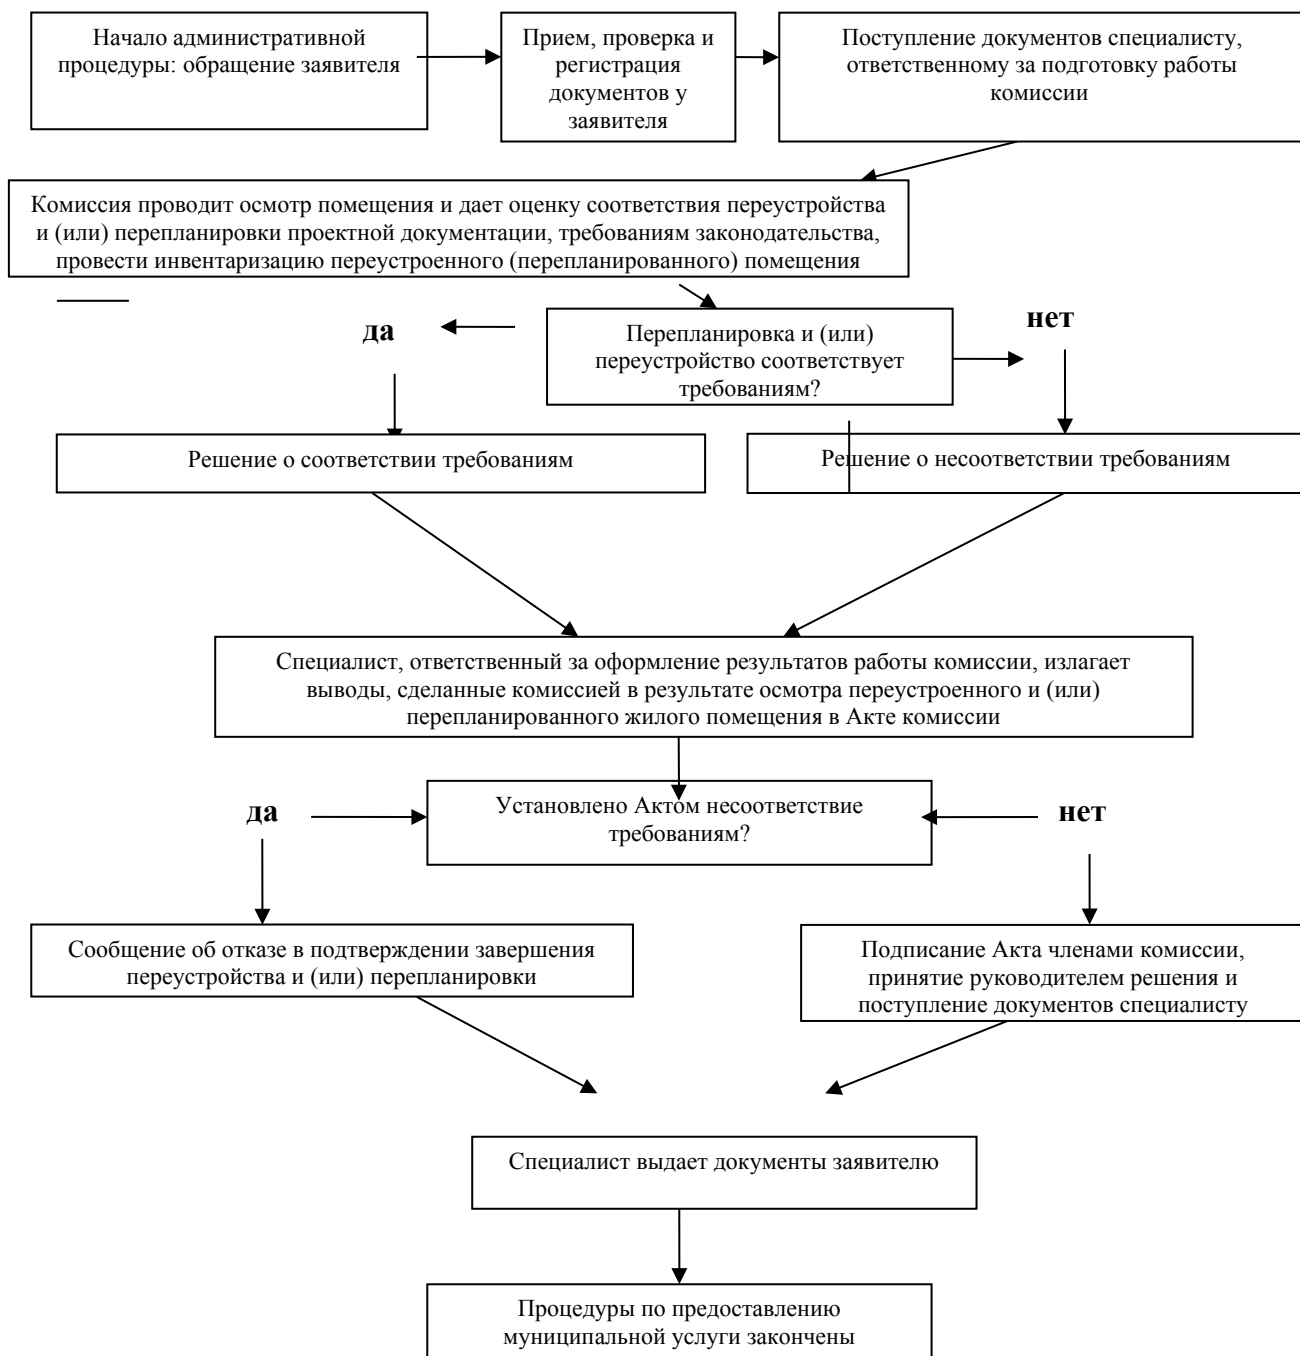 Начало административной
процедуры: обращение заявителя
Прием, проверка и
регистрация
документов у
заявителя
Поступление документов специалисту,
ответственному за подготовку работы
комиссии
Комиссия проводит осмотр помещения и дает оценку соответствия переустройства
и (или) перепланировки проектной документации, требованиям законодательства,
провести инвентаризацию переустроенного (перепланированного) помещения
да
Перепланировка и (или)
переустройство соответствует
требованиям?
нет
Решение о соответствии требованиям
Решение о несоответствии требованиям
Специалист, ответственный за оформление результатов работы комиссии, излагает
выводы, сделанные комиссией в результате осмотра переустроенного и (или)
перепланированного жилого помещения в Акте комиссии
да
Установлено Актом несоответствие
требованиям?
нет
Сообщение об отказе в подтверждении завершения
переустройства и (или) перепланировки
Подписание Акта членами комиссии,
принятие руководителем решения и
поступление документов специалисту
Специалист выдает документы заявителю
Процедуры по предоставлению
муниципальной услуги закончены